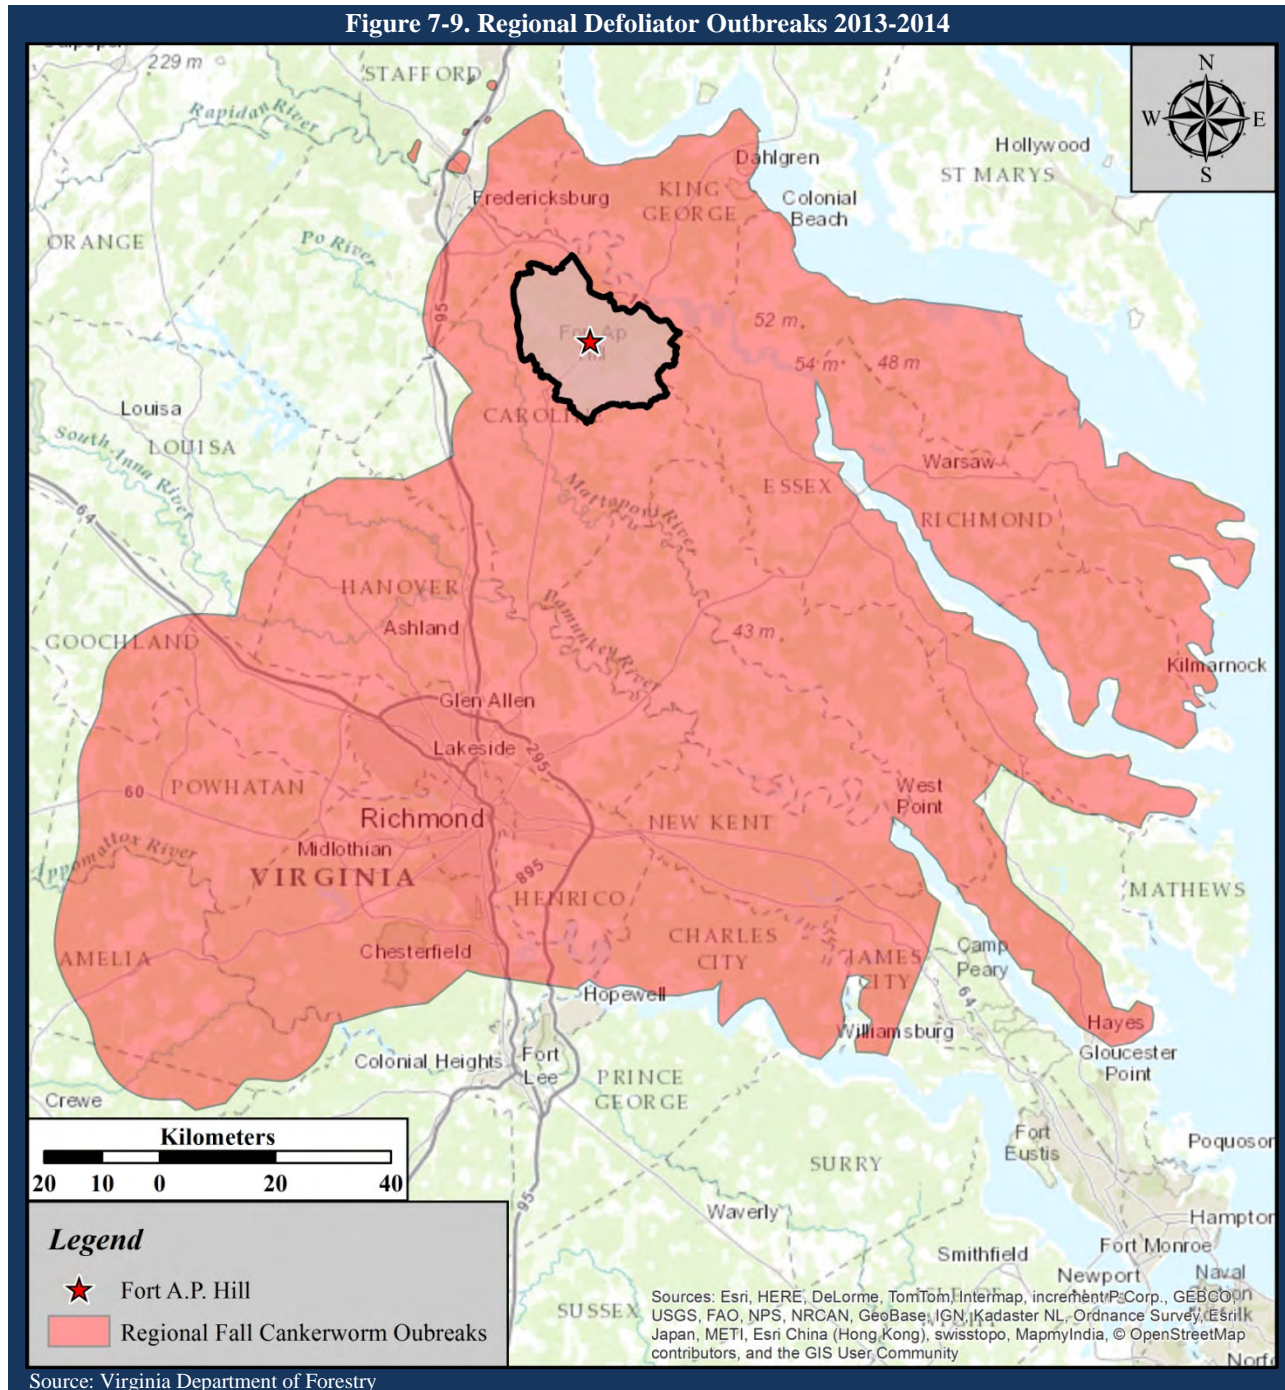 Figure 7-9. Regional Defoliator Outbreaks 2013-2014
229 m
STAFFORD
N
W E
S
Rapidan River
Hollywood
ST MARYS
Dahlgren
Fredericksburg
KING
GEORGE
Colonial
Beach
ORANGE
Po River
95
52 m
54 m
48 m
CAROLINE
Louisa
LOUISA
South Anna River
Warsaw
ESSEX
Mattaponi River
RICHMOND
64
HANOVER
Ashland
Pamunkey River
43 m
GOOCHLAND
Kilmarnock
Glen Allen
Lakeside
295
60
POWHATAN
West
Point
Richmond
NEW KENT
Appomattox River
Midlothian
VIRGINIA
895
HENRICO
MATHEWS
AMELIA
Chesterfield
CHARLES
CITY
JAMES
CITY
Camp
Peary
64
Hopewell
Williamsburg
Hayes
Gloucester
Point
Colonial Heights
Fort
Lee
PRINCE
GEORGE
Crewe
Fort
Eustis
Poquoson
SURRY
95
Waverly
Hampton
Fort Monroe
Smithfield
Newport
Naval
SUSSEX
Kilometers
20 10 0 20 40
Legend
Fort A.P. Hill
Regional Fall Cankerworm Oubreaks
Sources: Esri, HERE, DeLorme, TomTom, Intermap, increment P Corp., GEBCO,
USGS, FAO, NPS, NRCAN, GeoBase, IGN, Kadaster NL, Ordnance Survey, Esri
Japan, METI, Esri China (Hong Kong), swisstopo, MapmyIndia, © OpenStreetMap
contributors, and the GIS User Community
Norf
Source: Virginia Department of Forestry